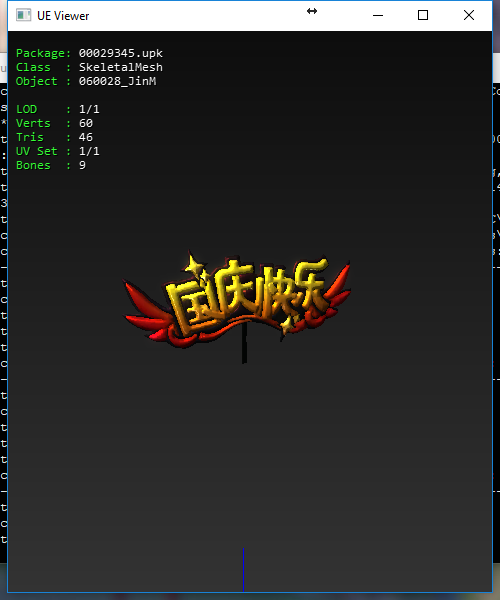 UE Viewer
Package: 00029345.upk
Class : SkeletalMesh
Object : 060028_JinM
LOD : 1/1
Verts : 60
Tris : 46
UV Set : 1/1
Bones : 9
国庆快乐